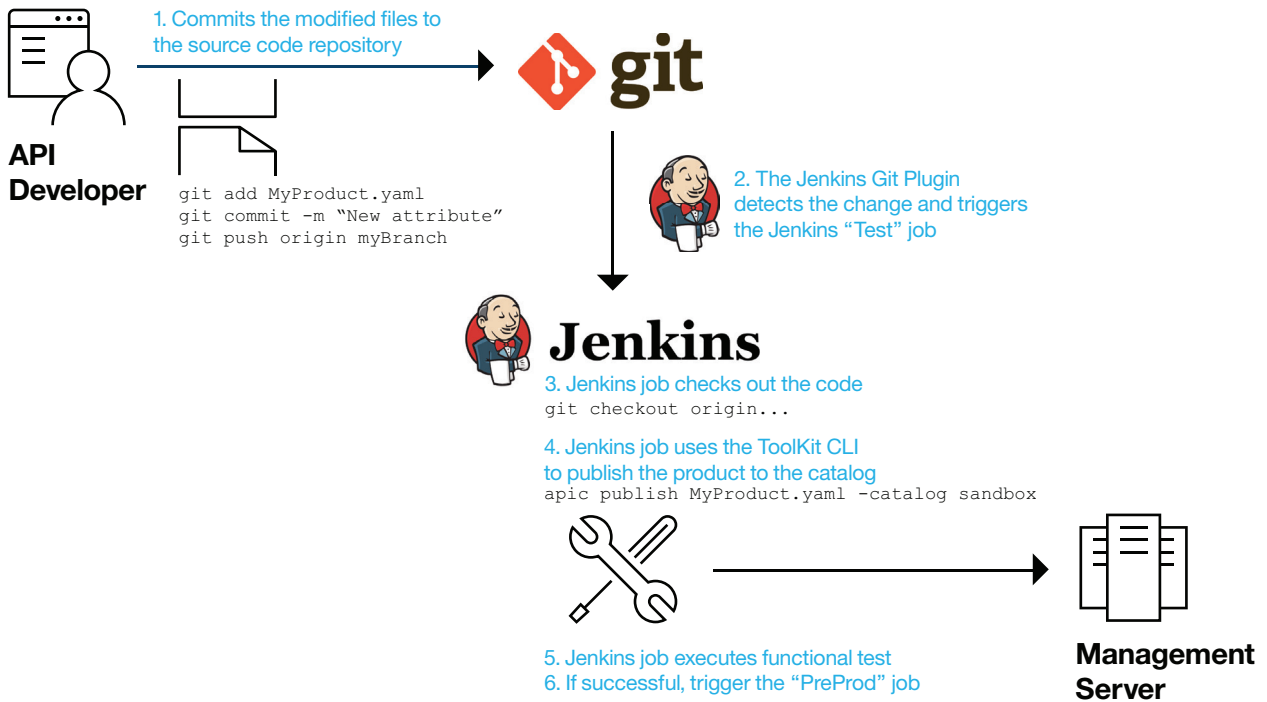 1. Commits the modified files to
the source code repository
git
API
Developer
git add MyProduct.yaml
git commit -m “New attribute”
git push origin myBranch
2. The Jenkins Git Plugin
detects the change and triggers
the Jenkins “Test” job
Jenkins
3. Jenkins job checks out the code
git checkout origin...
4. Jenkins job uses the ToolKit CLI
to publish the product to the catalog
apic publish MyProduct.yaml -catalog sandbox
5. Jenkins job executes functional test
6. If successful, trigger the “PreProd” job
Management
Server